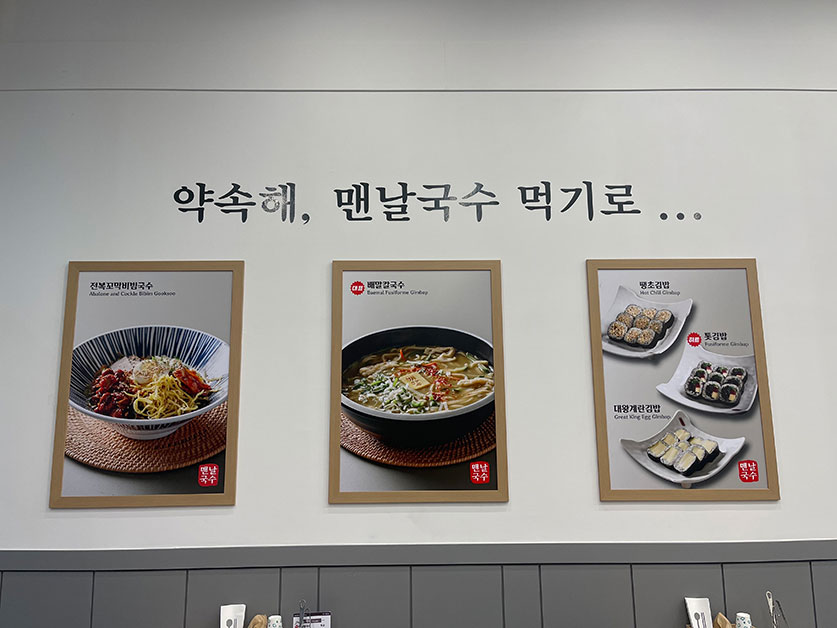 약속해, 맨날국수 먹기로 ...
전복꼬막비빔국수
Abalone and Cockle Bibim Guoksoo
맨날
국수
대표
배말칼국수
Baemal Fusiforme Gimbap
맨날
국수
땡초김밥
Hot Chili Gimbap
톳김밥
Fusiforme Gimbap
대왕계란김밥
Great King Egg Gimbap
맨날
국수